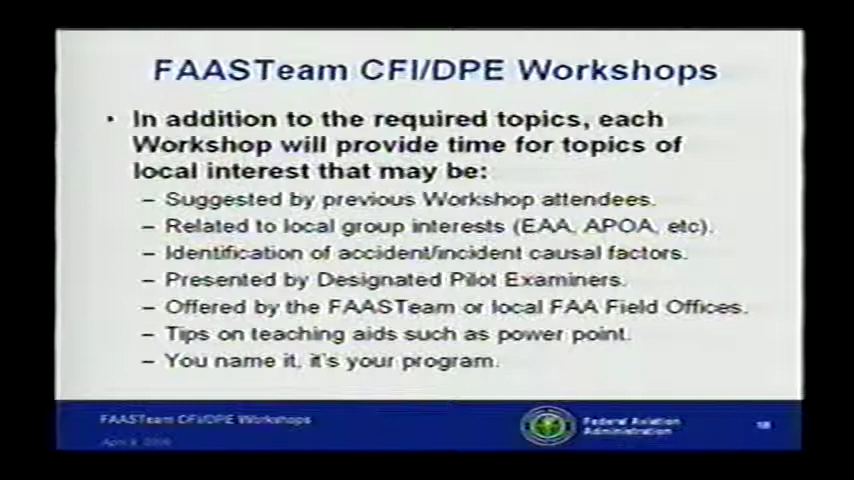 FAASTeam CFI/DPE Workshops
• In addition to the required topics, each
Workshop will provide time for topics of
local interest that may be:
– Suggested by previous Workshop attendees.
– Related to local group interests (EAA, APOA, etc).
– Identification of accident/incident causal factors.
– Presented by Designated Pilot Examiners.
– Offered by the FAASTeam or local FAA Field Offices.
– Tips on teaching aids such as power point.
– You name it, it's your program.
FAASTeam CFI/DPE Workshops
Federal Aviation
Administration